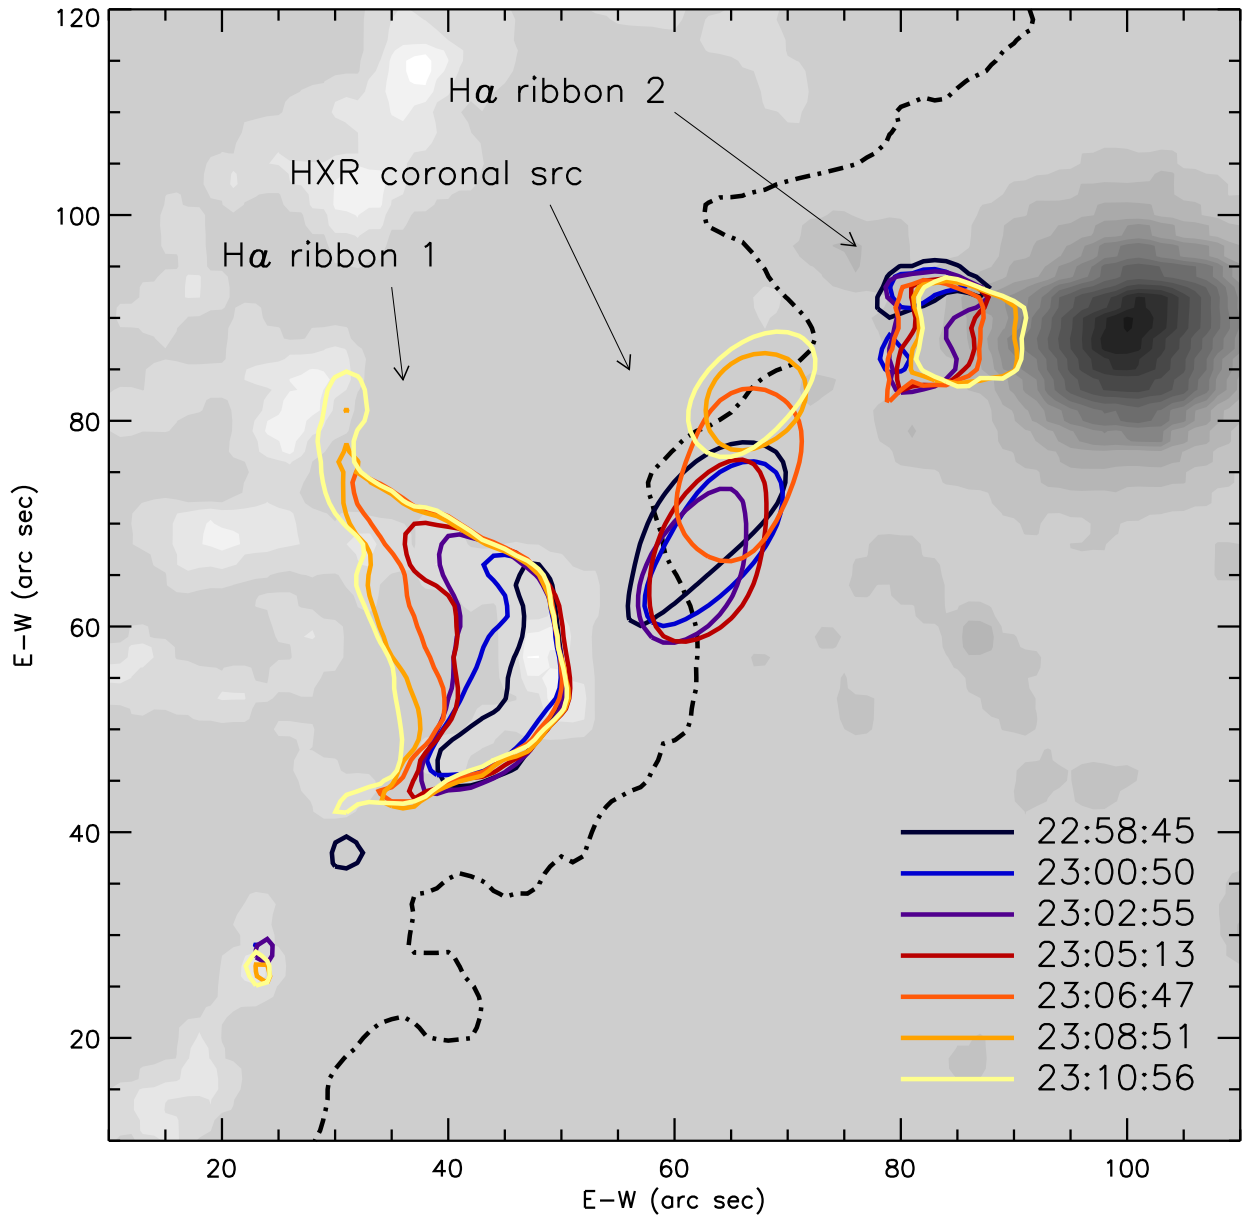 120
Hα ribbon 2
HXR coronal src
100
Hα ribbon 1
80
E−W (arc sec)
60
40
22:58:45
23:00:50
23:02:55
23:05:13
23:06:47
20
23:08:51
23:10:56
20 40 60 80 100
E−W (arc sec)